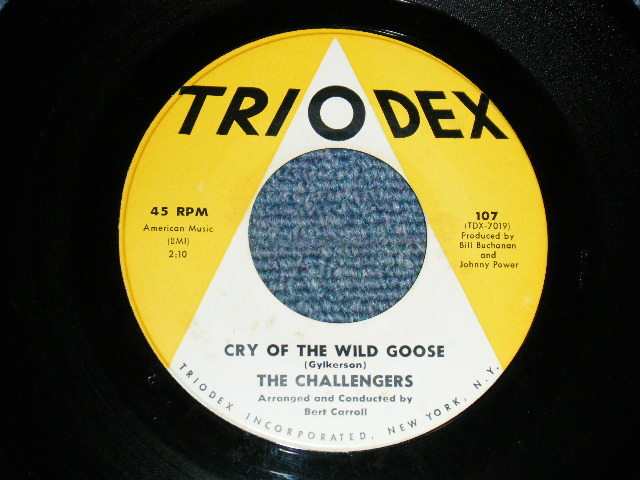 TRIODEX
45 RPM
American Music
(BMI)
2:10
107
(TDX-7019)
Produced by
Bill Buchanan
and
Johnny Power
CRY OF THE WILD GOOSE
(Gylkerson)
THE CHALLENGERS
Arranged and Conducted by
Bert Carroll
TRIODEX INCORPORATED, NEW YORK, N.Y.